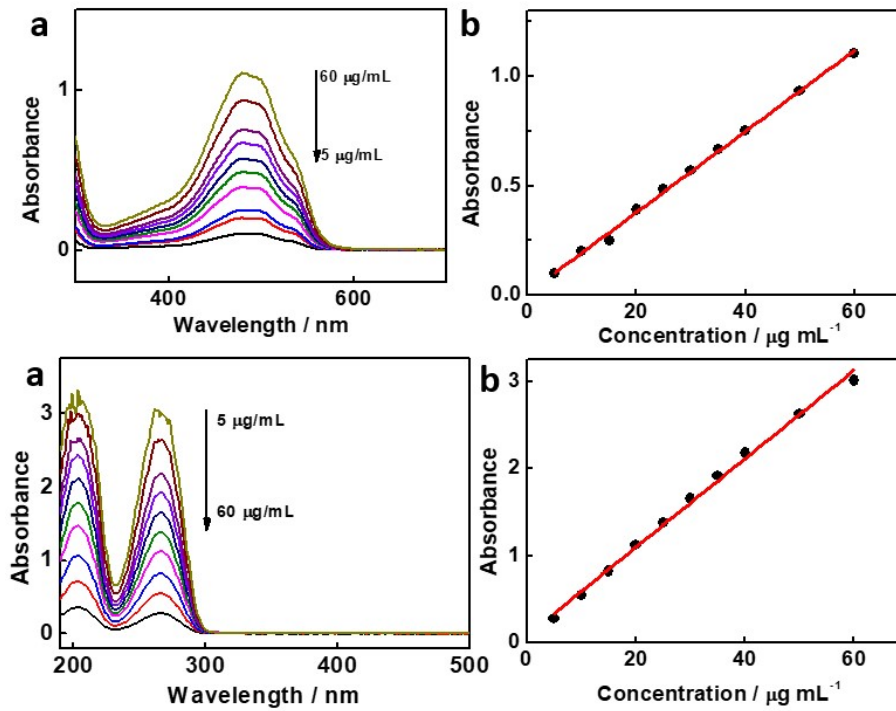 a
Absorbance
1
0
60 μg/mL
5 μg/mL
400
600
Wavelength / nm
b
Absorbance
1.0
0.5
0.0
0
20
40
60
Concentration / μg mL⁻¹
a
Absorbance
3
2
1
0
5 μg/mL
60 μg/mL
200
300
400
500
Wavelength / nm
b
Absorbance
3
2
1
0
0
20
40
60
Concentration / μg mL⁻¹